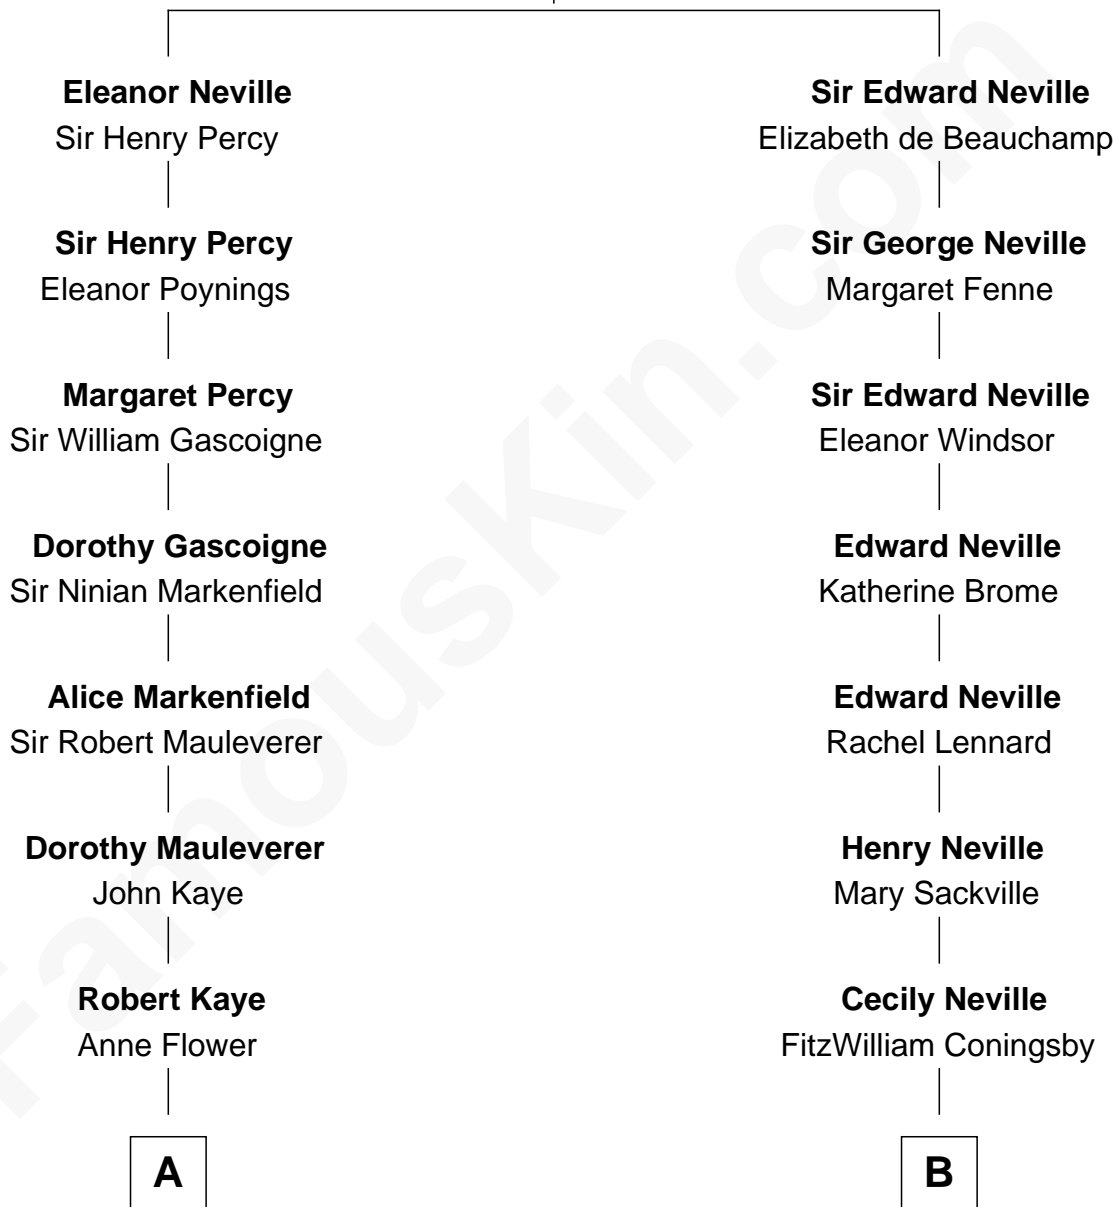 Eleanor Neville
Sir Henry Percy
Sir Henry Percy
Eleanor Poynings
Margaret Percy
Sir William Gascoigne
Dorothy Gascoigne
Sir Ninian Markenfield
Alice Markenfield
Sir Robert Mauleverer
Dorothy Mauleverer
John Kaye
Robert Kaye
Anne Flower
A
Sir Edward Neville
Elizabeth de Beauchamp
Sir George Neville
Margaret Fenne
Sir Edward Neville
Eleanor Windsor
Edward Neville
Katherine Brome
Edward Neville
Rachel Lennard
Henry Neville
Mary Sackville
Cecily Neville
FitzWilliam Coningsby
B
FamousKin.com